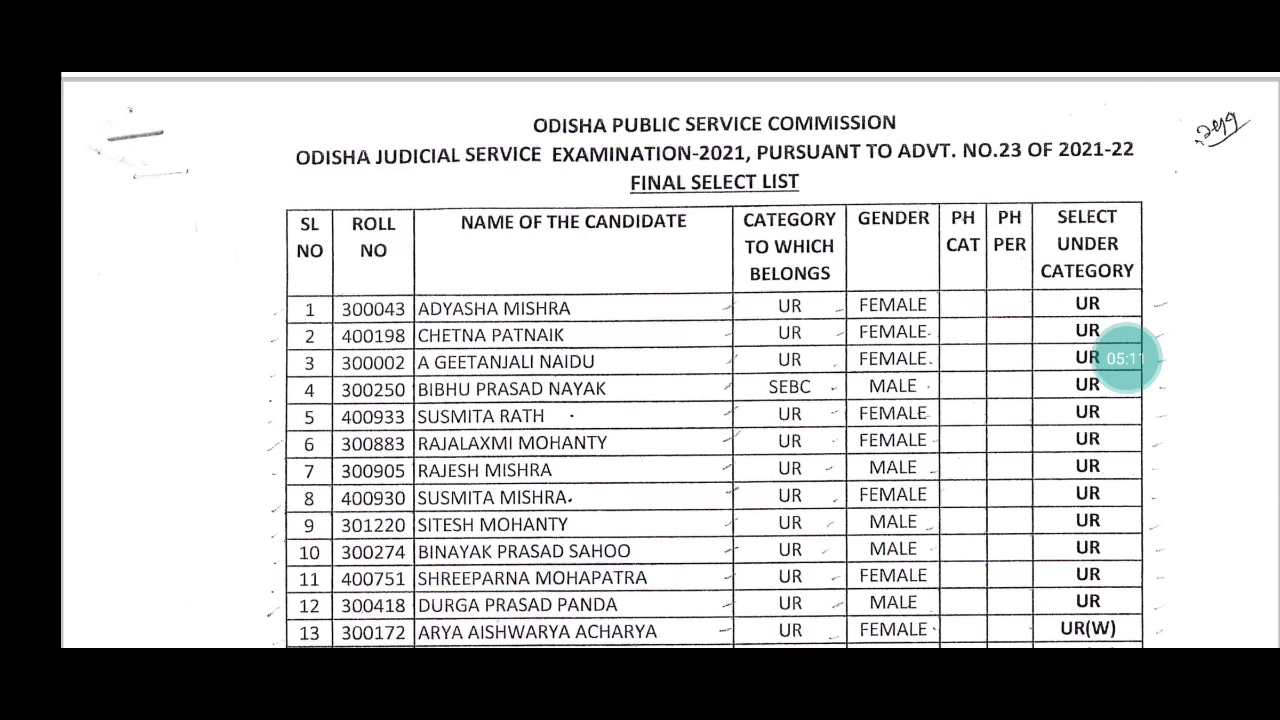 ODISHA PUBLIC SERVICE COMMISSION
ODISHA JUDICIAL SERVICE EXAMINATION-2021, PURSUANT TO ADVT. NO.23 OF 2021-22
FINAL SELECT LIST
SL NO ROLL NO NAME OF THE CANDIDATE CATEGORY TO WHICH BELONGS GENDER PH CAT PH PER SELECT UNDER CATEGORY
1 300043 ADYASHA MISHRA UR FEMALE UR
2 400198 CHETNA PATNAIK UR FEMALE UR
3 300002 A GEETANJALI NAIDU UR FEMALE UR 05:11
4 300250 BIBHU PRASAD NAYAK SEBC MALE UR
5 400933 SUSMITA RATH UR FEMALE UR
6 300883 RAJALAXMI MOHANTY UR FEMALE UR
7 300905 RAJESH MISHRA UR MALE UR
8 400930 SUSMITA MISHRA UR FEMALE UR
9 301220 SITESH MOHANTY UR MALE UR
10 300274 BINAYAK PRASAD SAHOO UR MALE UR
11 400751 SHREEPARNA MOHAPATRA UR FEMALE UR
12 300418 DURGA PRASAD PANDA UR MALE UR
13 300172 ARYA AISHWARYA ACHARYA UR FEMALE UR(W)